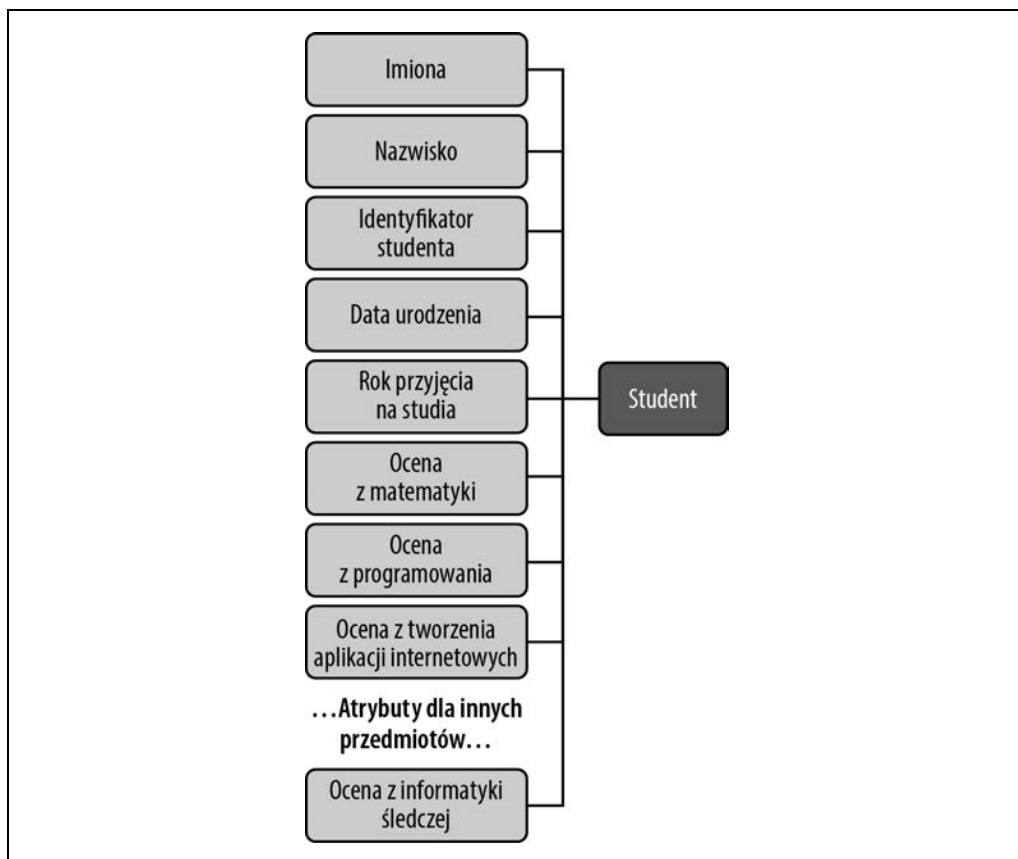 Imiona
Nazwisko
Identyfikator
studenta
Data urodzenia
Rok przyjęcia
na studia
Student
Ocena
z matematyki
Ocena
z programowania
Ocena z tworzenia
aplikacji internetowych
...Atrybuty dla innych
przedmiotów...
Ocena z informatyki
śledczej